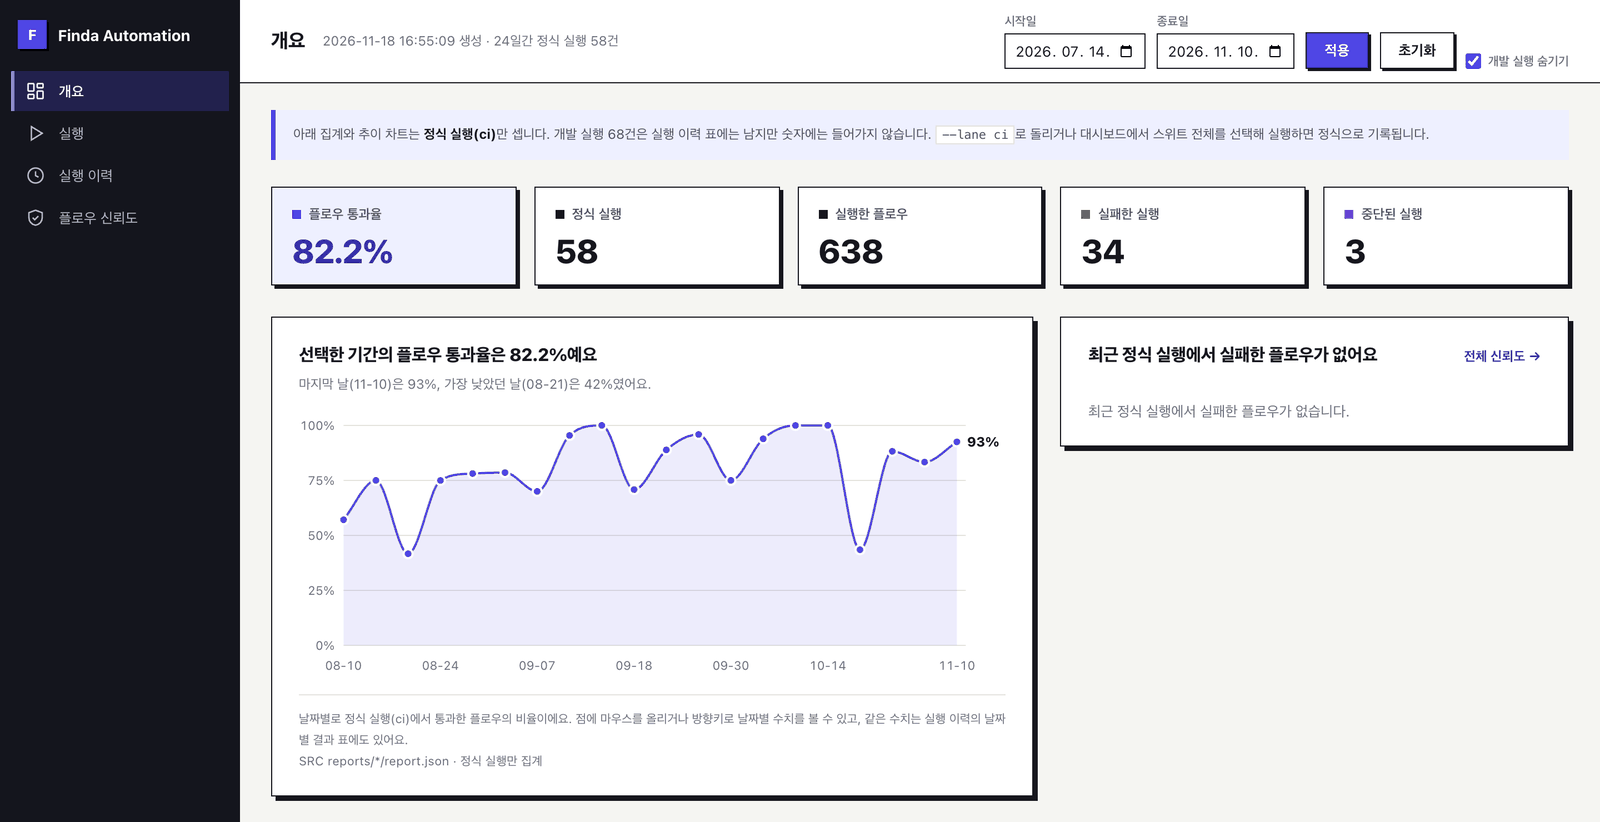 F Finda Automation
개요
실행
실행 이력
플로우 신뢰도
개요
2026-11-18 16:55:09 생성 · 24일간 정식 실행 58건
시작일
2026. 07. 14.
종료일
2026. 11. 10.
적용
초기화
개발 실행 숨기기
아래 집계와 추이 차트는 정식 실행(ci)만 셉니다. 개발 실행 68건은 실행 이력 표에는 남지만 숫자에는 들어가지 않습니다. --lane ci로 돌리거나 대시보드에서 스위트 전체를 선택해 실행하면 정식으로 기록됩니다.
플로우 통과율
82.2%
정식 실행
58
실행한 플로우
638
실패한 실행
34
중단된 실행
3
선택한 기간의 플로우 통과율은 82.2%예요
마지막 날(11-10)은 93%, 가장 낮았던 날(08-21)은 42%였어요.
100%
75%
50%
25%
0%
93%
08-10 08-24 09-07 09-18 09-30 10-14 11-10
날짜별로 정식 실행(ci)에서 통과한 플로우의 비율이에요. 점에 마우스를 올리거나 방향키로 날짜별 수치를 볼 수 있고, 같은 수치는 실행 이력의 날짜
별 결과 표에도 있어요.
SRC reports/*/report.json · 정식 실행만 집계
최근 정식 실행에서 실패한 플로우가 없어요
전체 신뢰도 →
최근 정식 실행에서 실패한 플로우가 없습니다.